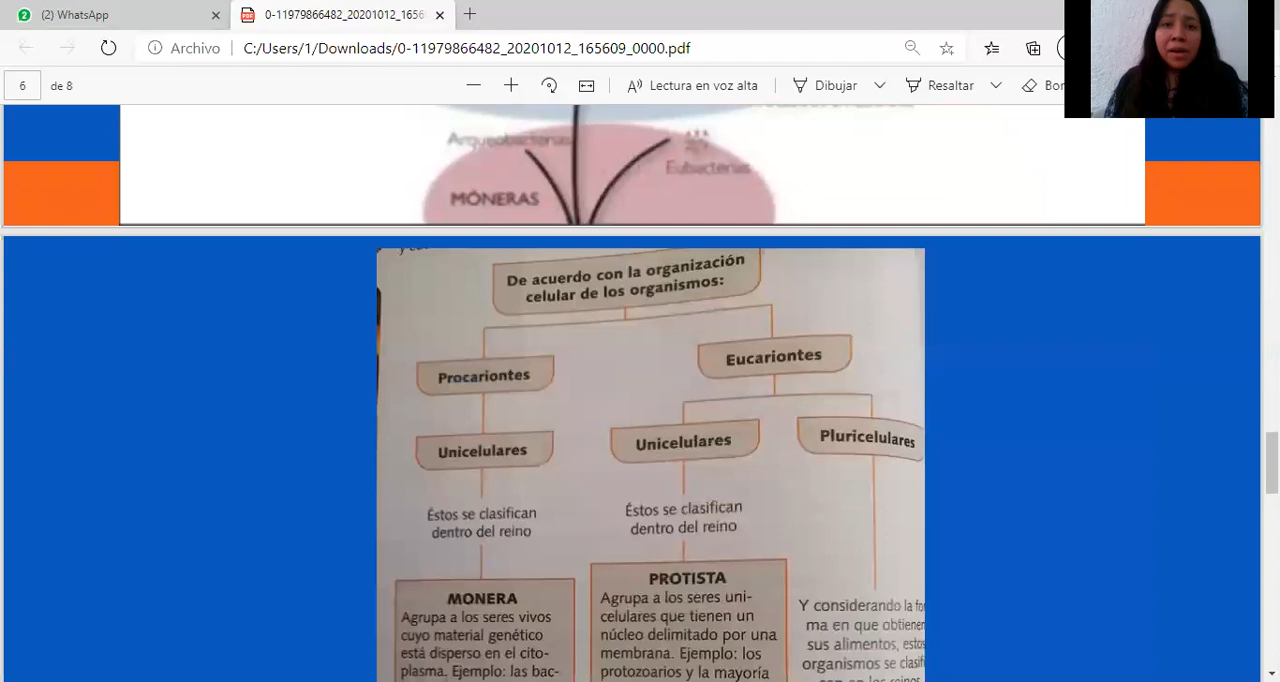 (2) WhatsApp
0-11979866482_20201012_1656
Archivo
C:/Users/1/Downloads/0-11979866482_20201012_165609_0000.pdf
6
de 8
Lectura en voz alta
Dibujar
Resaltar
Bor
Arqueobacterias
Eubacterias
MÓNERAS
De acuerdo con la organización
celular de los organismos:
Procariontes
Eucariontes
Unicelulares
Unicelulares
Pluricelulares
Éstos se clasifican
dentro del reino
Éstos se clasifican
dentro del reino
MONERA
Agrupa a los seres vivos
cuyo material genético
está disperso en el cito-
plasma. Ejemplo: las bac-
PROTISTA
Agrupa a los seres uni-
celulares que tienen un
núcleo delimitado por una
membrana. Ejemplo: los
protozoarios y la mayoría
Y considerando la for
ma en que obtienen
sus alimentos, estos
organismos se clasifi